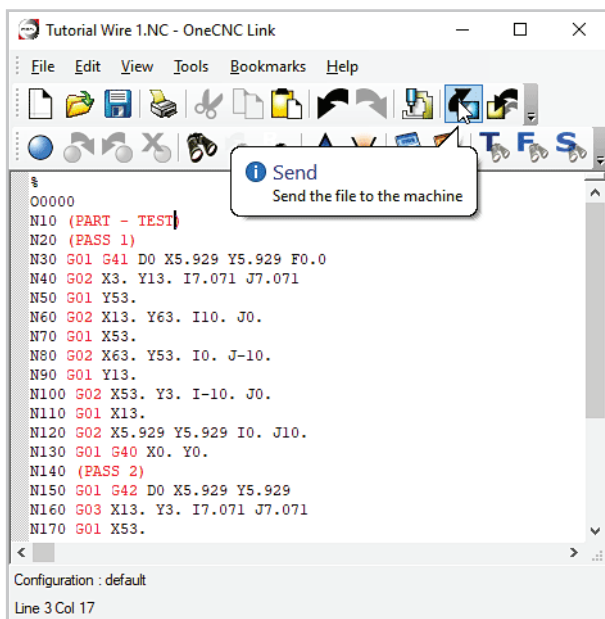 Tutorial Wire 1.NC - OneCNC Link
File Edit View Tools Bookmarks Help
T F S
Send
Send the file to the machine
%
O0000
N10 (PART - TEST)
N20 (PASS 1)
N30 G01 G41 D0 X5.929 Y5.929 F0.0
N40 G02 X3. Y13. I7.071 J7.071
N50 G01 Y53.
N60 G02 X13. Y63. I10. J0.
N70 G01 X53.
N80 G02 X63. Y53. I0. J-10.
N90 G01 Y13.
N100 G02 X53. Y3. I-10. J0.
N110 G01 X13.
N120 G02 X5.929 Y5.929 I0. J10.
N130 G01 G40 X0. Y0.
N140 (PASS 2)
N150 G01 G42 D0 X5.929 Y5.929
N160 G03 X13. Y3. I7.071 J7.071
N170 G01 X53.
Configuration : default
Line 3 Col 17